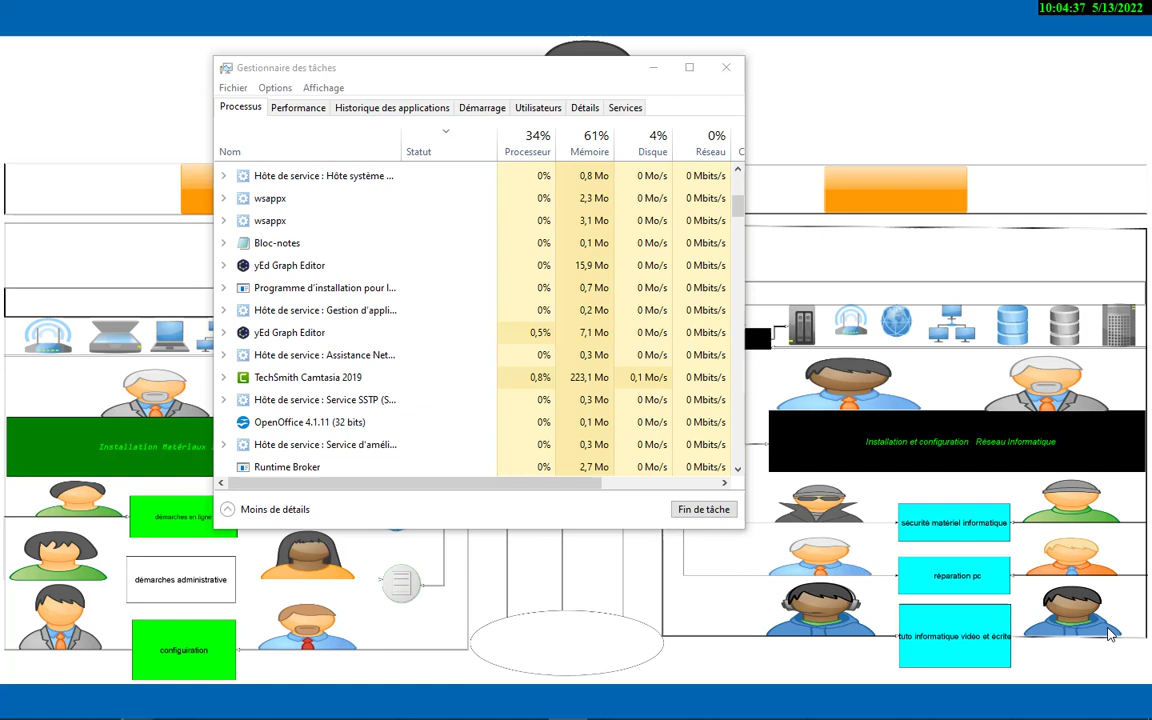 10:04:37 5/13/2022
Gestionnaire des tâches
Fichier Options Affichage
Processus Performance Historique des applications Démarrage Utilisateurs Détails Services
34% 61% 4% 0%
Nom Statut Processeur Mémoire Disque Réseau C
Hôte de service : Hôte système ... 0% 0,8 Mo 0 Mo/s 0 Mbits/s
wsappx 0% 2,3 Mo 0 Mo/s 0 Mbits/s
wsappx 0% 3,1 Mo 0 Mo/s 0 Mbits/s
Bloc-notes 0% 0,1 Mo 0 Mo/s 0 Mbits/s
yEd Graph Editor 0% 15,9 Mo 0 Mo/s 0 Mbits/s
Programme d'installation pour l... 0% 0,7 Mo 0 Mo/s 0 Mbits/s
Hôte de service : Gestion d'appli... 0% 0,2 Mo 0 Mo/s 0 Mbits/s
yEd Graph Editor 0,5% 7,1 Mo 0 Mo/s 0 Mbits/s
Hôte de service : Assistance Net... 0% 0,3 Mo 0 Mo/s 0 Mbits/s
TechSmith Camtasia 2019 0,8% 223,1 Mo 0,1 Mo/s 0 Mbits/s
Hôte de service : Service SSTP (S... 0% 0,3 Mo 0 Mo/s 0 Mbits/s
OpenOffice 4.1.11 (32 bits) 0% 0,1 Mo 0 Mo/s 0 Mbits/s
Hôte de service : Service d'améli... 0% 0,3 Mo 0 Mo/s 0 Mbits/s
Runtime Broker 0% 2,7 Mo 0 Mo/s 0 Mbits/s
Moins de détails Fin de tâche
Installation Matériaux
démarches en ligne
démarches administrative
configuiration
Installation et configuration Réseau Informatique
sécurité matériel informatique
réparation pc
tuto informatique vidéo et écrite